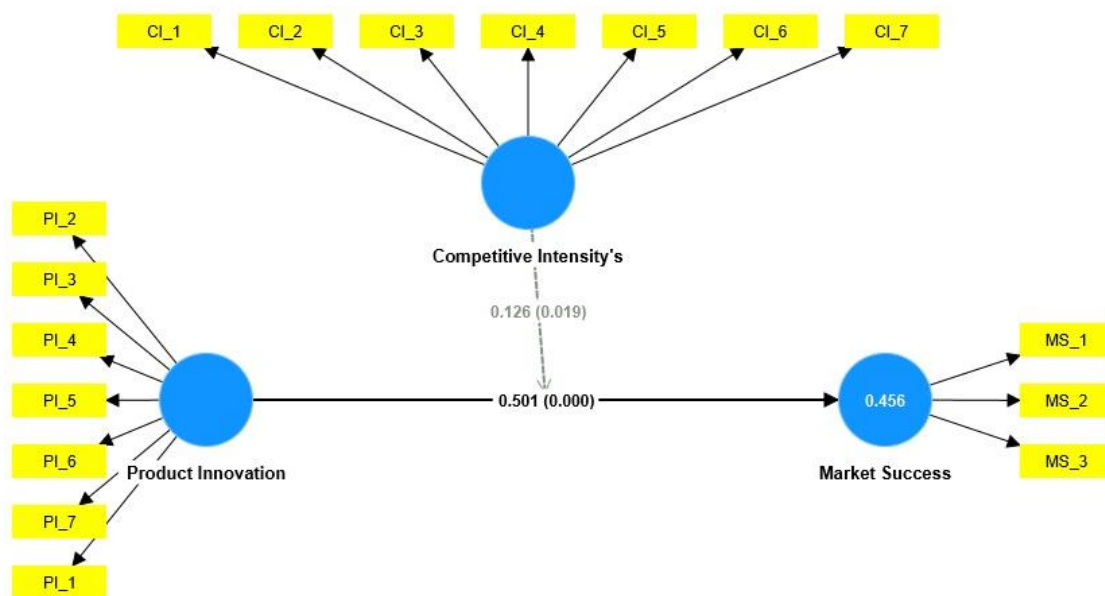 CI_1 CI_2 CI_3 CI_4 CI_5 CI_6 CI_7
Competitive Intensity's
0.126 (0.019)
PI_2
PI_3
PI_4
PI_5
PI_6
PI_7
PI_1
Product Innovation
0.501 (0.000)
0.456
Market Success
MS_1
MS_2
MS_3